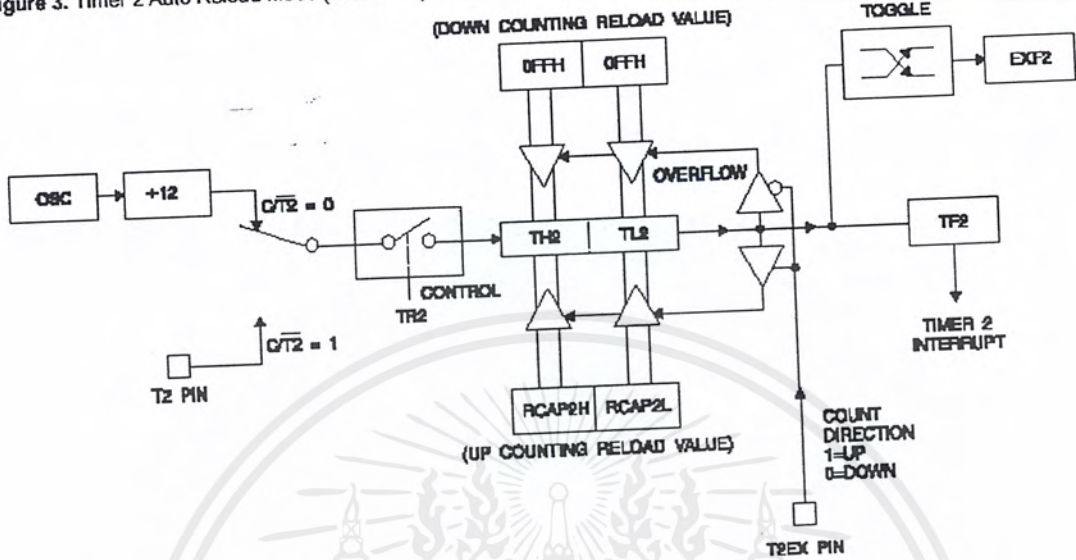 Figure 3. Timer 2 Auto Reload Mode
TOGGLE
(DOWN COUNTING RELOAD VALUE)
0FFH 0FFH
EXF2
OVERFLOW
OSC
÷12
C/T2 = 0
TH2 TL2
TF2
CONTROL
TR2
C/T2 = 1
TIMER 2
INTERRUPT
T2 PIN
RCAP2H RCAP2L
(UP COUNTING RELOAD VALUE)
COUNT
DIRECTION
1=UP
0=DOWN
T2EX PIN